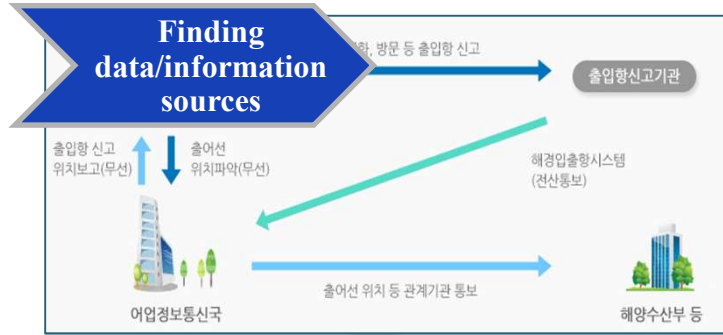 Finding
data/information
sources
방문 등 출입항 신고
출입항신고기관
출입항 신고
위치보고(무선)
출어선
위치파악(무선)
해경입출항시스템
(전산통보)
어업정보통신국
출어선 위치 등 관계기관 통보
해양수산부 등